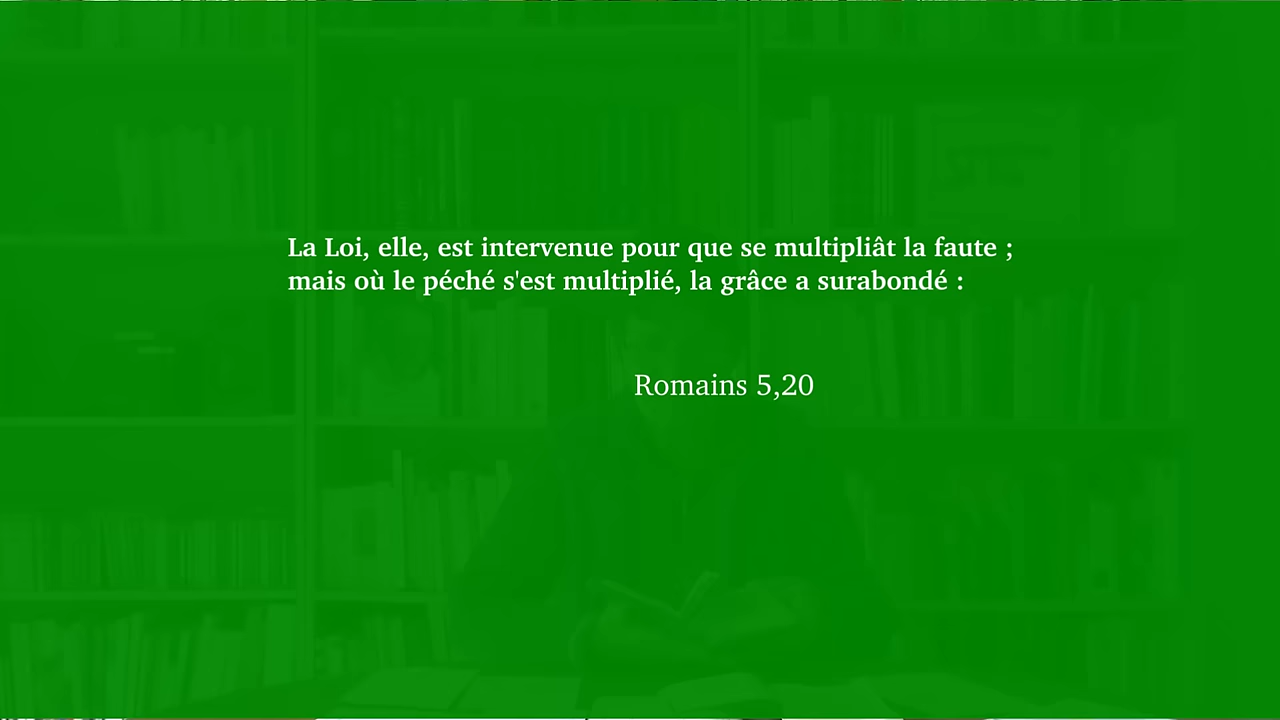 La Loi, elle, est intervenue pour que se multipliât la faute ;
mais où le péché s'est multiplié, la grâce a surabondé :
Romains 5,20